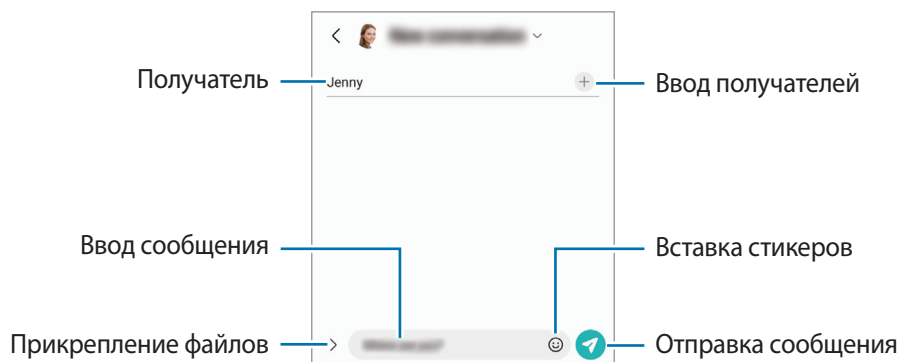 Получатель
Jenny
Ввод получателей
Ввод сообщения
Вставка стикеров
Прикрепление файлов
Отправка сообщения